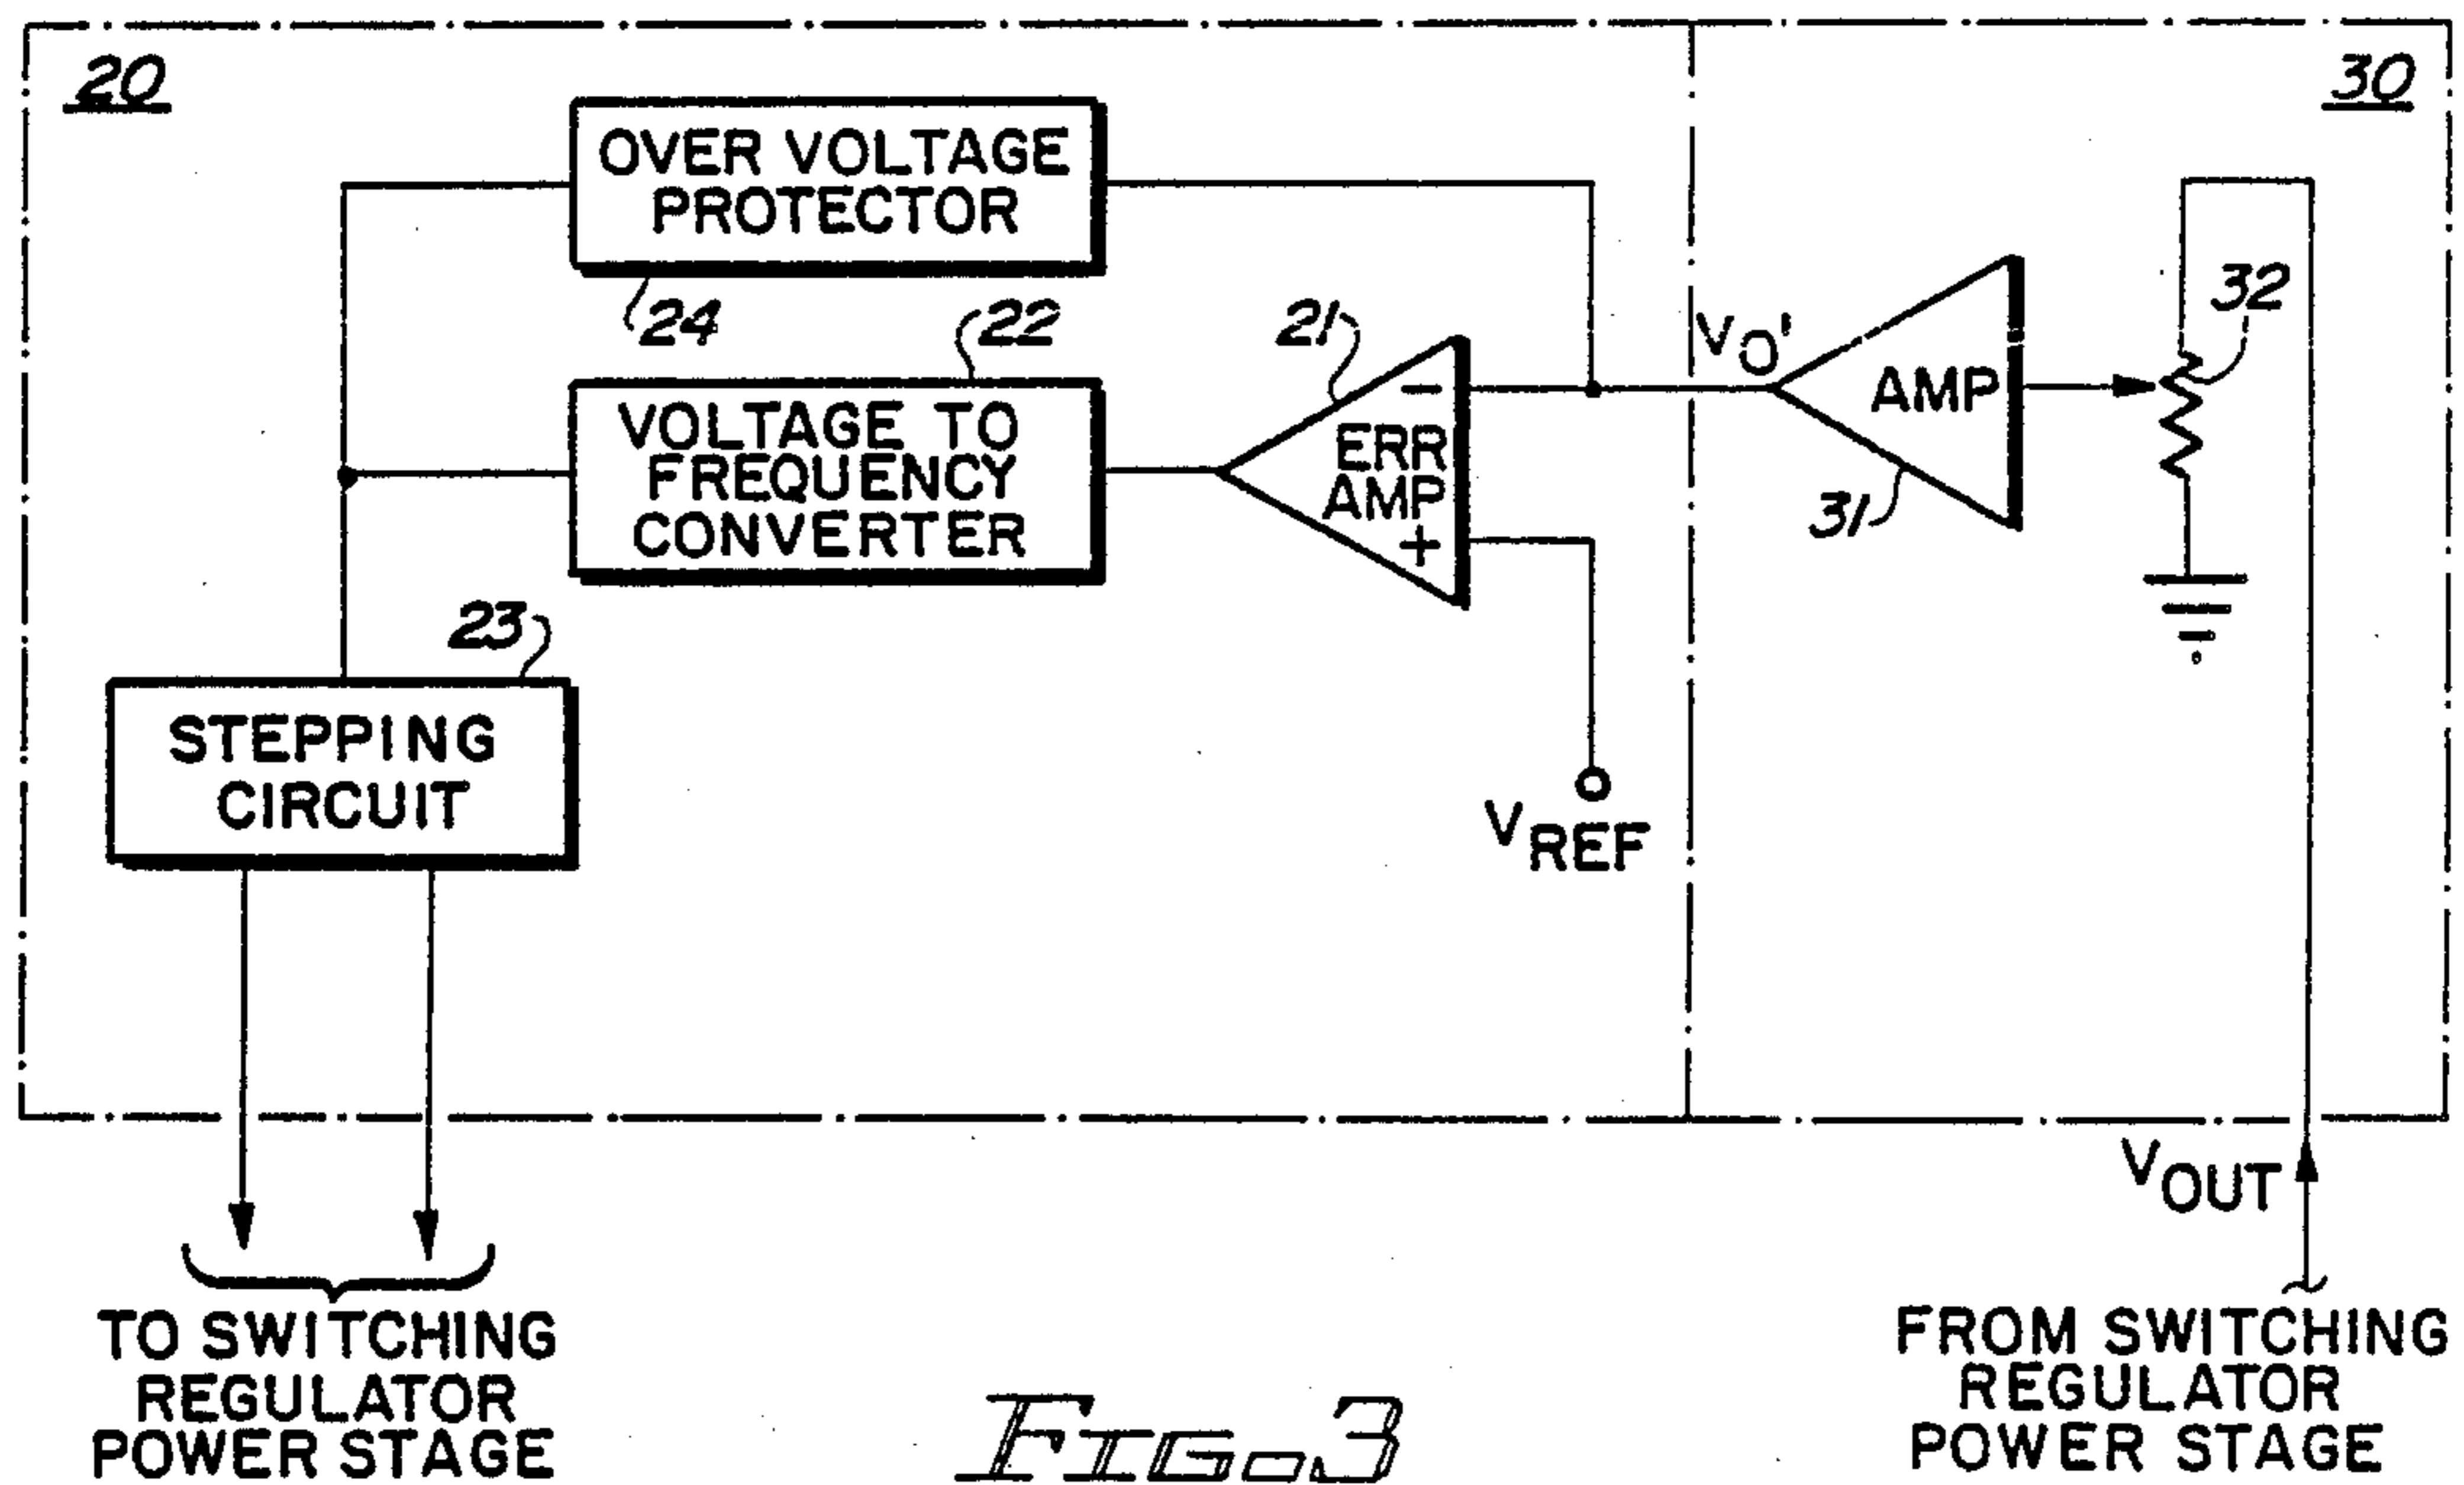 20
30
OVER VOLTAGE
PROTECTOR
24
22
21
32
VO'
AMP
31
VOLTAGE TO
FREQUENCY
CONVERTER
-
ERR
AMP
+
23
STEPPING
CIRCUIT
VREF
VOUT
TO SWITCHING
REGULATOR
POWER STAGE
FROM SWITCHING
REGULATOR
POWER STAGE
FIG. 3